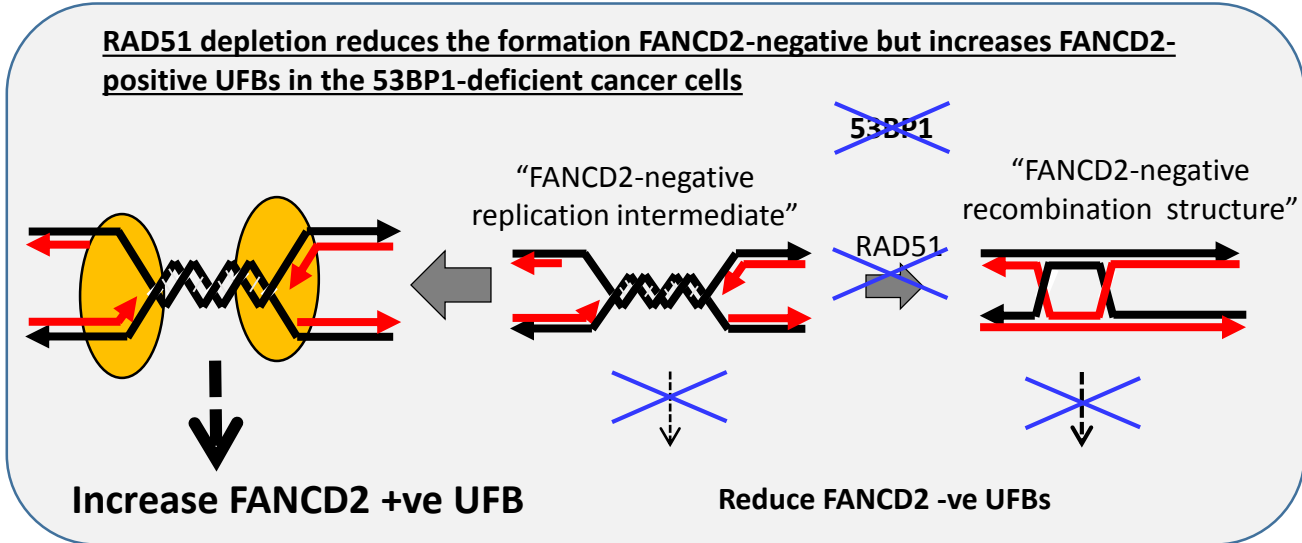 RAD51 depletion reduces the formation FANCD2-negative but increases FANCD2-
positive UFBs in the 53BP1-deficient cancer cells
53BP1
“FANCD2-negative
replication intermediate”
“FANCD2-negative
recombination structure”
RAD51
Increase FANCD2 +ve UFB
Reduce FANCD2 -ve UFBs